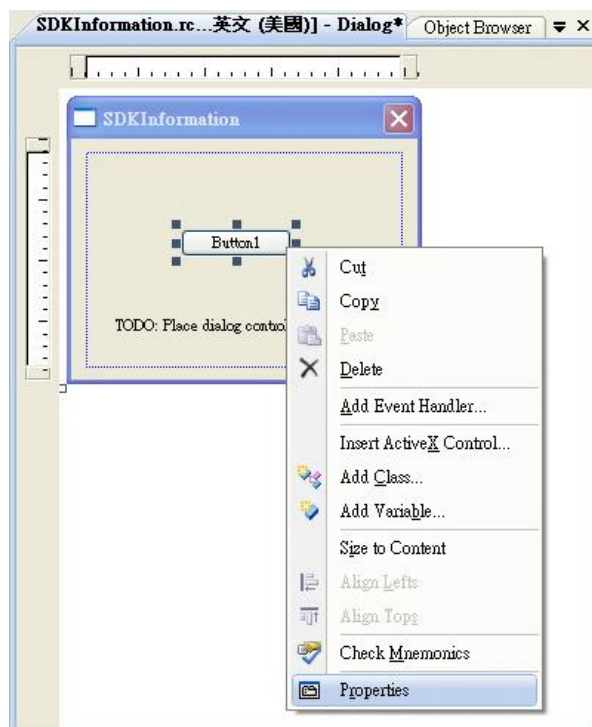 SDKInformation.rc...英文 (美國)] - Dialog* Object Browser
SDKInformation
Button1
TODO: Place dialog control
Cut
Copy
Paste
Delete
Add Event Handler...
Insert ActiveX Control...
Add Class...
Add Variable...
Size to Content
Align Lefts
Align Tops
Check Mnemonics
Properties